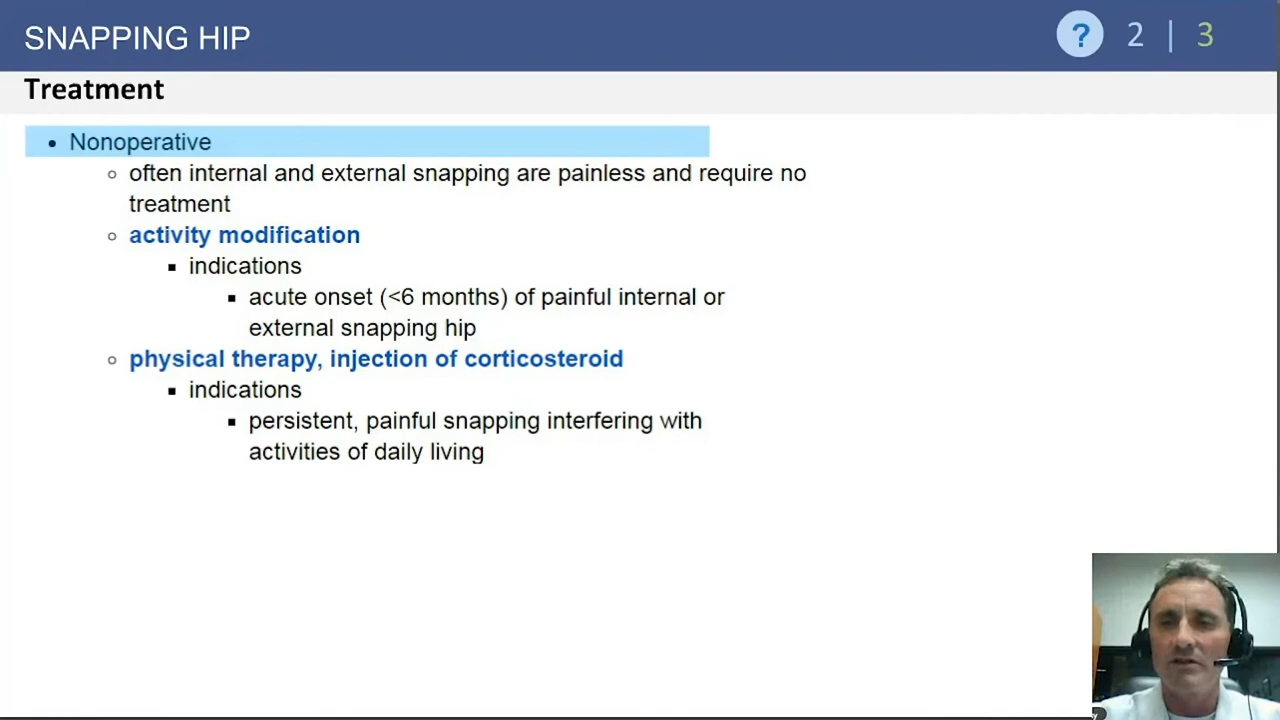 SNAPPING HIP
? 2 | 3
Treatment
• Nonoperative
○ often internal and external snapping are painless and require no
treatment
○ activity modification
▪ indications
▪ acute onset (<6 months) of painful internal or
external snapping hip
○ physical therapy, injection of corticosteroid
▪ indications
▪ persistent, painful snapping interfering with
activities of daily living